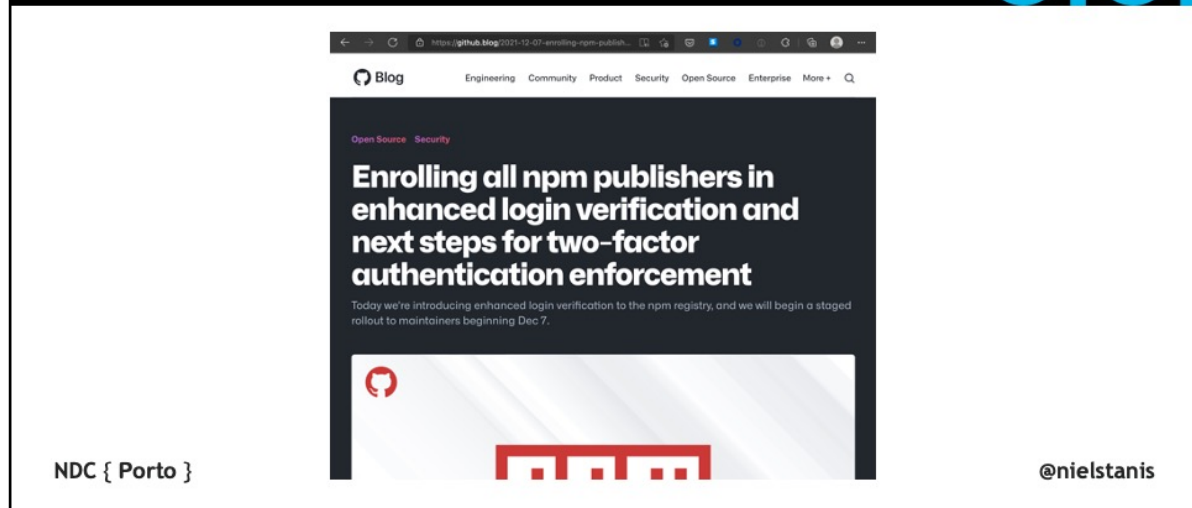 https://github.blog/2021-12-07-enrolling-npm-publish...
Blog
Engineering Community Product Security Open Source Enterprise More +
Open Source Security
Enrolling all npm publishers in
enhanced login verification and
next steps for two-factor
authentication enforcement
Today we're introducing enhanced login verification to the npm registry, and we will begin a staged
rollout to maintainers beginning Dec 7.
NDC { Porto }
@nielstanis